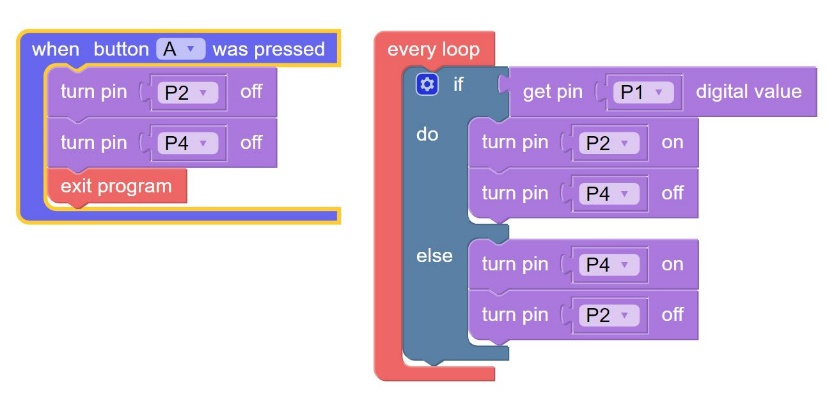 when button A was pressed
turn pin P2 off
turn pin P4 off
exit program
every loop
if get pin P1 digital value
do turn pin P2 on
turn pin P4 off
else turn pin P4 on
turn pin P2 off